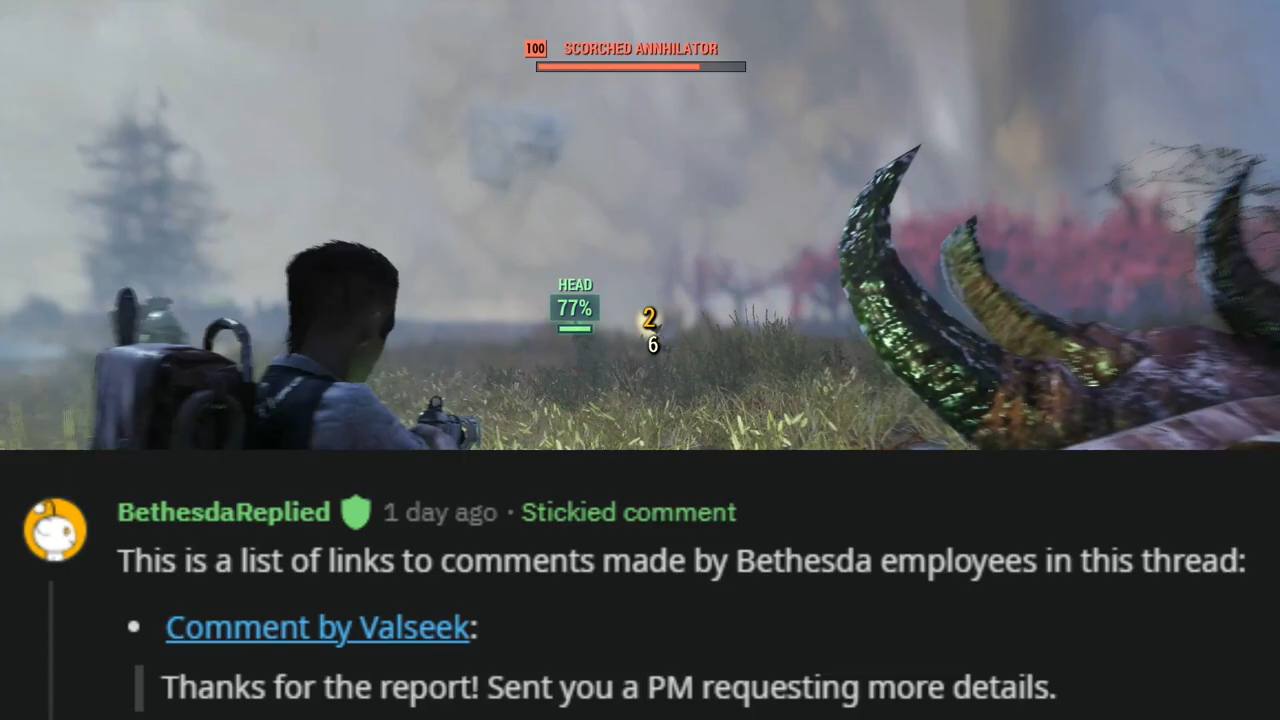 100 SCORCHED ANNHILATOR
HEAD
77%
2
6
BethesdaReplied 1 day ago · Stickied comment
This is a list of links to comments made by Bethesda employees in this thread:
• Comment by Valseek:
Thanks for the report! Sent you a PM requesting more details.